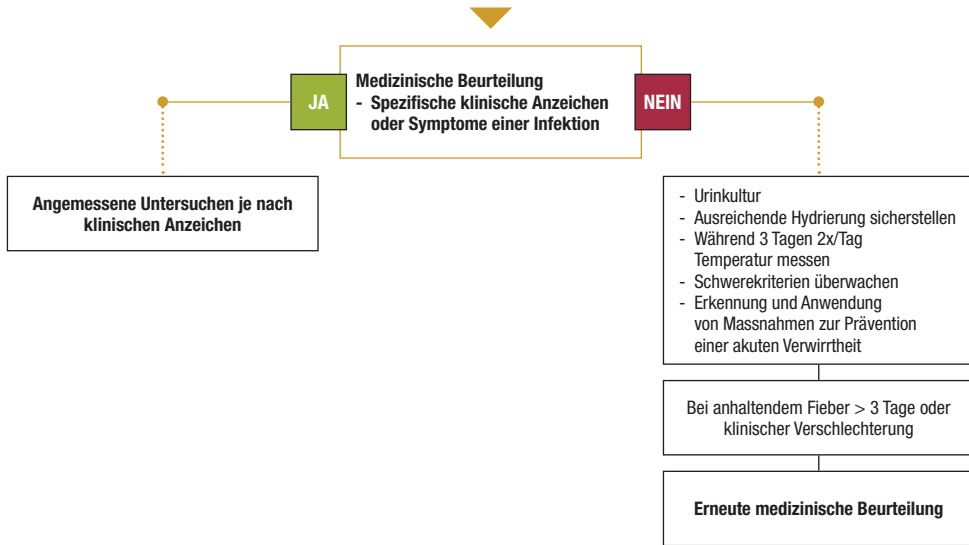 Medizinische Beurteilung
- Spezifische klinische Anzeichen
oder Symptome einer Infektion
JA
NEIN
Angemessene Untersuchen je nach
klinischen Anzeichen
- Urinkultur
- Ausreichende Hydrierung sicherstellen
- Während 3 Tagen 2x/Tag
Temperatur messen
- Schwerekriterien überwachen
- Erkennung und Anwendung
von Massnahmen zur Prävention
einer akuten Verwirrtheit
Bei anhaltendem Fieber > 3 Tage oder
klinischer Verschlechterung
Erneute medizinische Beurteilung